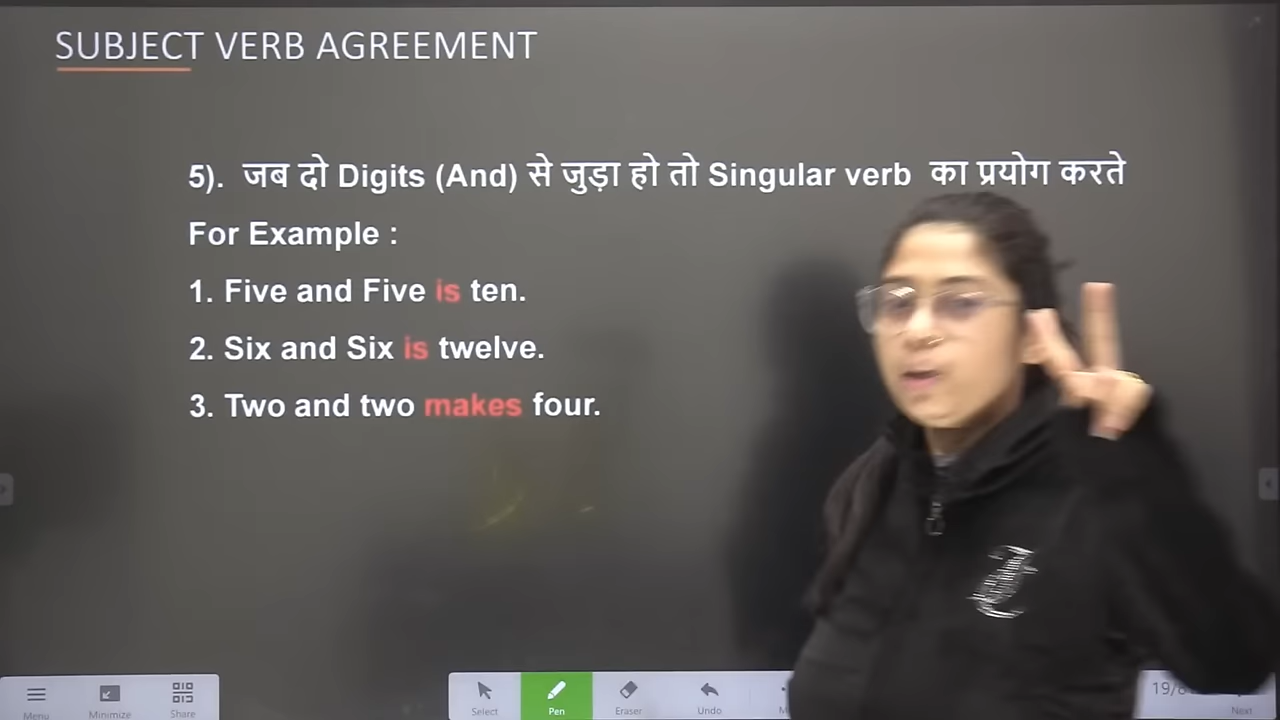 SUBJECT VERB AGREEMENT
5). जब दो Digits (And) से जुड़ा हो तो Singular verb का प्रयोग करते
For Example :
1. Five and Five is ten.
2. Six and Six is twelve.
3. Two and two makes four.
Menu Minimize Share Select Pen Eraser Undo Next